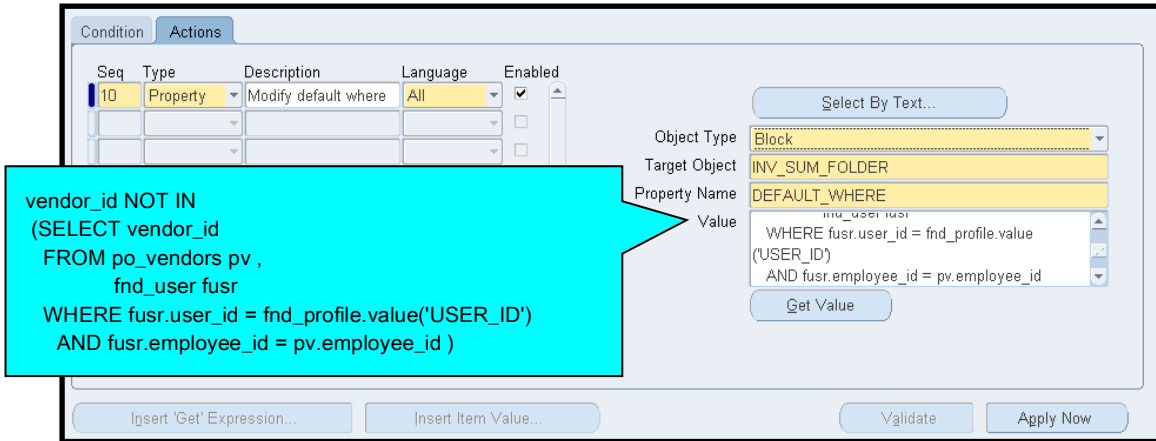 Condition Actions
Seq Type Description Language Enabled
10 Property Modify default where All
Select By Text...
Object Type Block
Target Object INV_SUM_FOLDER
Property Name DEFAULT_WHERE
Value
fnd_user fusr
WHERE fusr.user_id = fnd_profile.value
('USER_ID')
AND fusr.employee_id = pv.employee_id
Get Value
vendor_id NOT IN
(SELECT vendor_id
FROM po_vendors pv ,
fnd_user fusr
WHERE fusr.user_id = fnd_profile.value('USER_ID')
AND fusr.employee_id = pv.employee_id )
Insert 'Get' Expression... Insert Item Value... Validate Apply Now